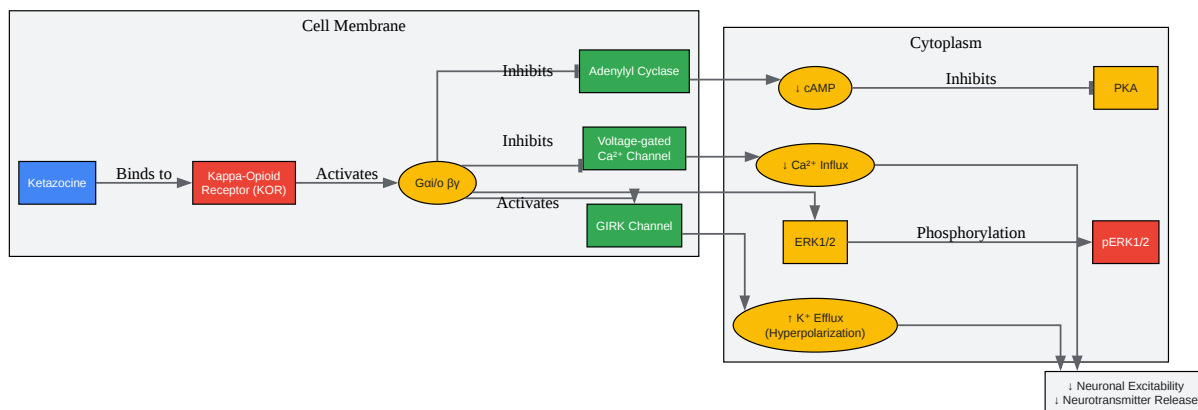 Cell Membrane
Cytoplasm
Inhibits
Adenylyl Cyclase
↓ cAMP
Inhibits
PKA
Inhibits
Voltage-gated
Ca²⁺ Channel
↓ Ca²⁺ Influx
Ketazocine
Binds to
Kappa-Opioid
Receptor (KOR)
Activates
Gαi/o βγ
Activates
GIRK Channel
ERK1/2
Phosphorylation
pERK1/2
↑ K⁺ Efflux
(Hyperpolarization)
↓ Neuronal Excitability
↓ Neurotransmitter Release